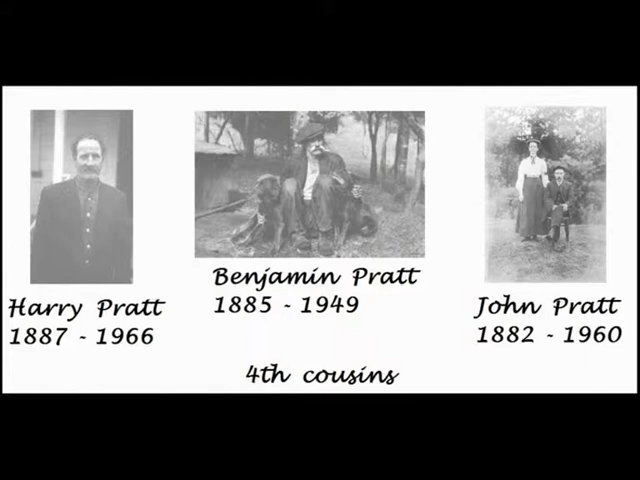 Harry Pratt
1887 - 1966
Benjamin Pratt
1885 - 1949
John Pratt
1882 - 1960
4th cousins